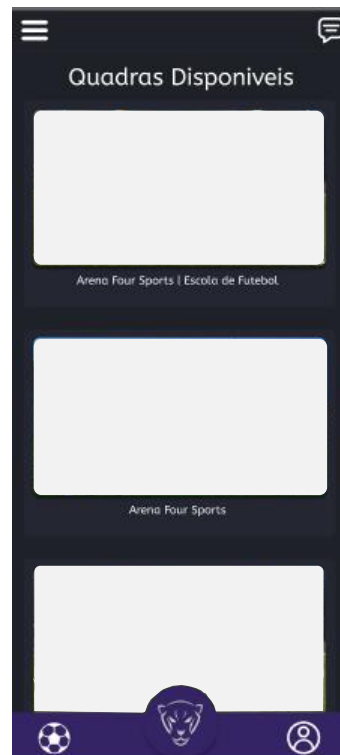 Quadras Disponiveis
Arena Four Sports | Escola de Futebol
Arena Four Sports